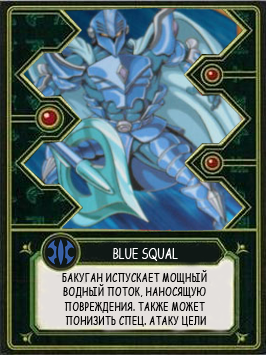 BLUE SQUAL
БАКУГАН ИСПУСКАЕТ МОЩНЫЙ
ВОДНЫЙ ПОТОК, НАНОСЯЩУЮ
ПОВРЕЖДЕНИЯ. ТАКЖЕ МОЖЕТ
ПОНИЗИТЬ СПЕЦ. АТАКУ ЦЕЛИ